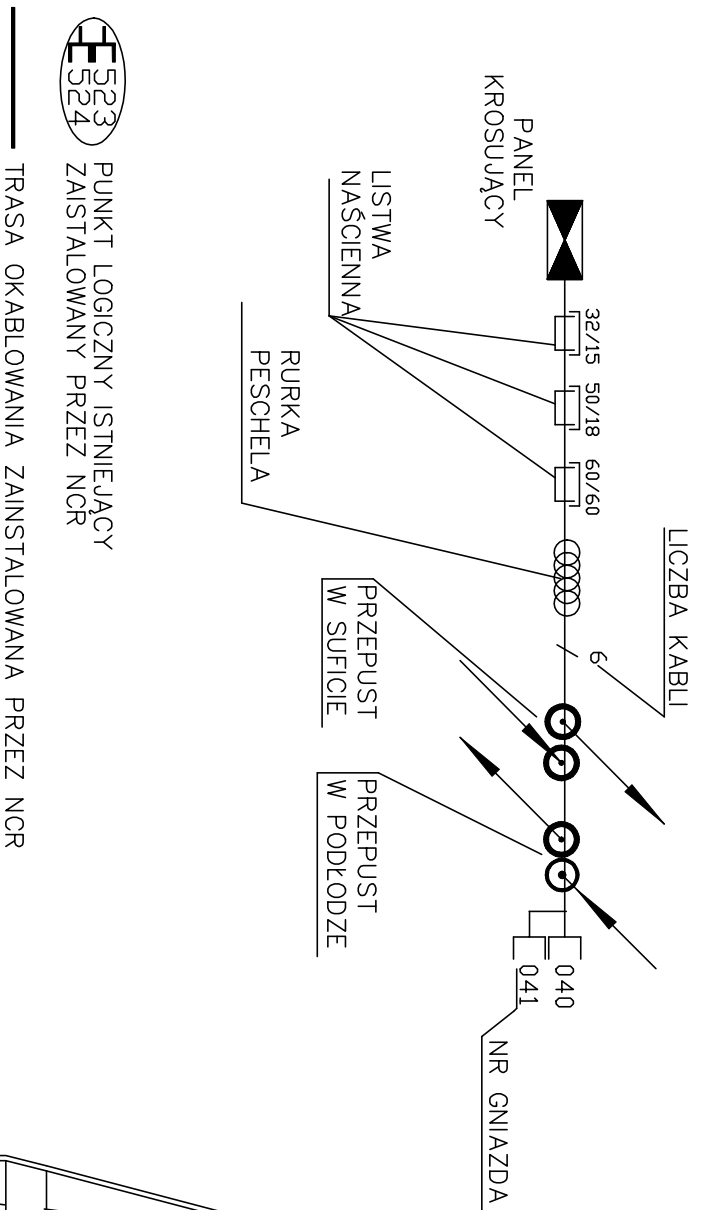 LICZBA KABLI
32/15
50/18
60/60
6
PANEL
KROSUJĄCY
040
041
NR GNIAZDA
LISTWA
NAŚCIENNA
PRZEPUST
W SUFICIE
PRZEPUST
W PODŁODZE
RURKA
PESCHELA
523
524
PUNKT LOGICZNY ISTNIEJĄCY
ZAISTALOWANY PRZEZ NCR
TRASA OKABLOWANIA ZAINSTALOWANA PRZEZ NCR